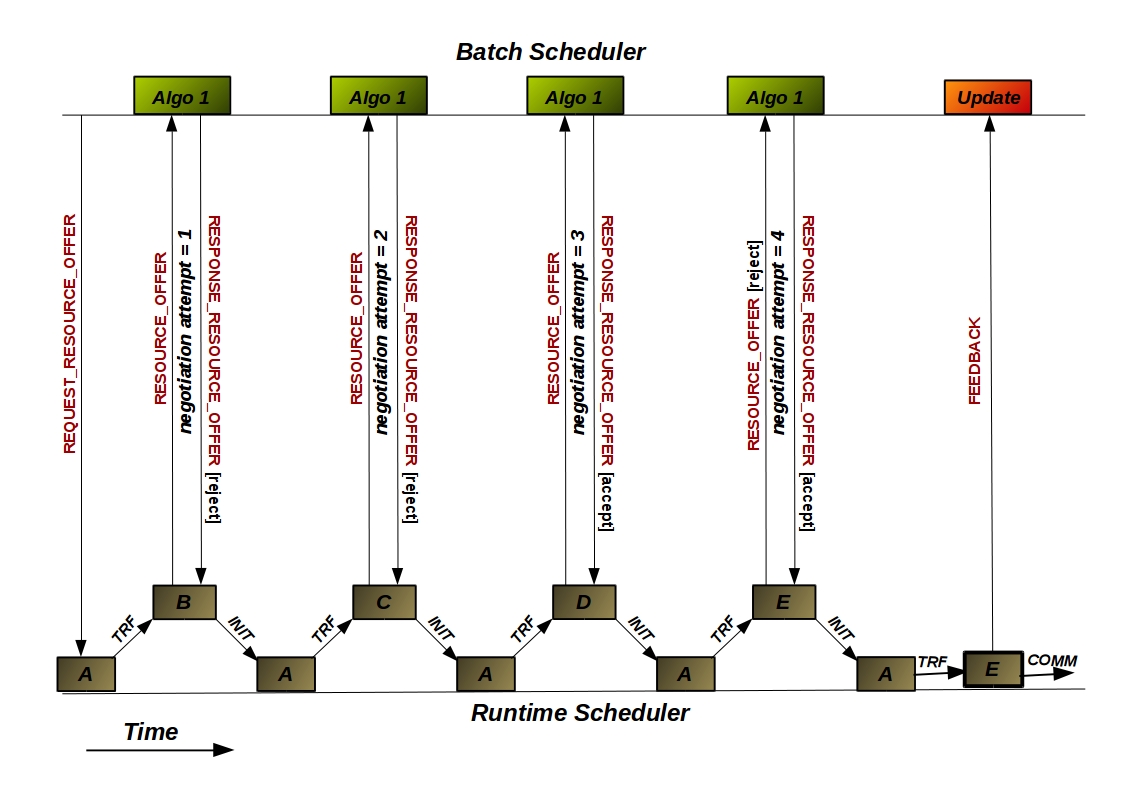 Batch Scheduler
Algo 1
Algo 1
Algo 1
Algo 1
Update
REQUEST_RESOURCE_OFFER
RESOURCE_OFFER
negotiation attempt = 1
RESPONSE_RESOURCE_OFFER [reject]
RESOURCE_OFFER
negotiation attempt = 2
RESPONSE_RESOURCE_OFFER [reject]
RESOURCE_OFFER
negotiation attempt = 3
RESPONSE_RESOURCE_OFFER [accept]
RESOURCE_OFFER [reject]
negotiation attempt = 4
RESPONSE_RESOURCE_OFFER [accept]
FEEDBACK
B
C
D
E
TRF
INIT
TRF
INIT
TRF
INIT
TRF
INIT
A
A
A
A
A
TRF
E
COMM
Runtime Scheduler
Time